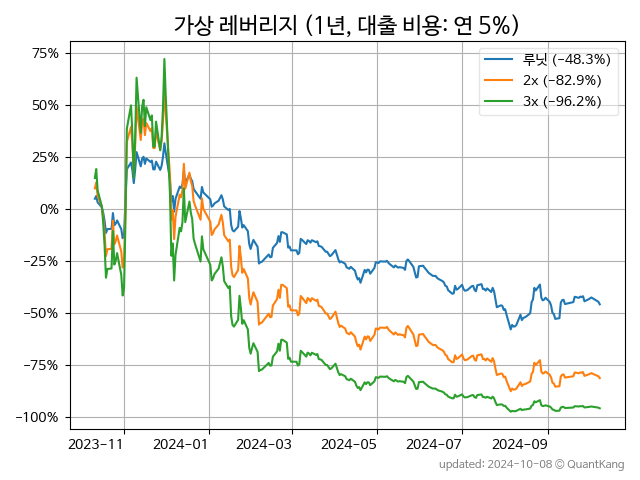 가상 레버리지 (1년, 대출 비용: 연 5%)
75%
50%
25%
0%
−25%
−50%
−75%
−100%
루닛 (−48.3%)
2x (−82.9%)
3x (−96.2%)
2023-11
2024-01
2024-03
2024-05
2024-07
2024-09
updated: 2024-10-08 © QuantKang